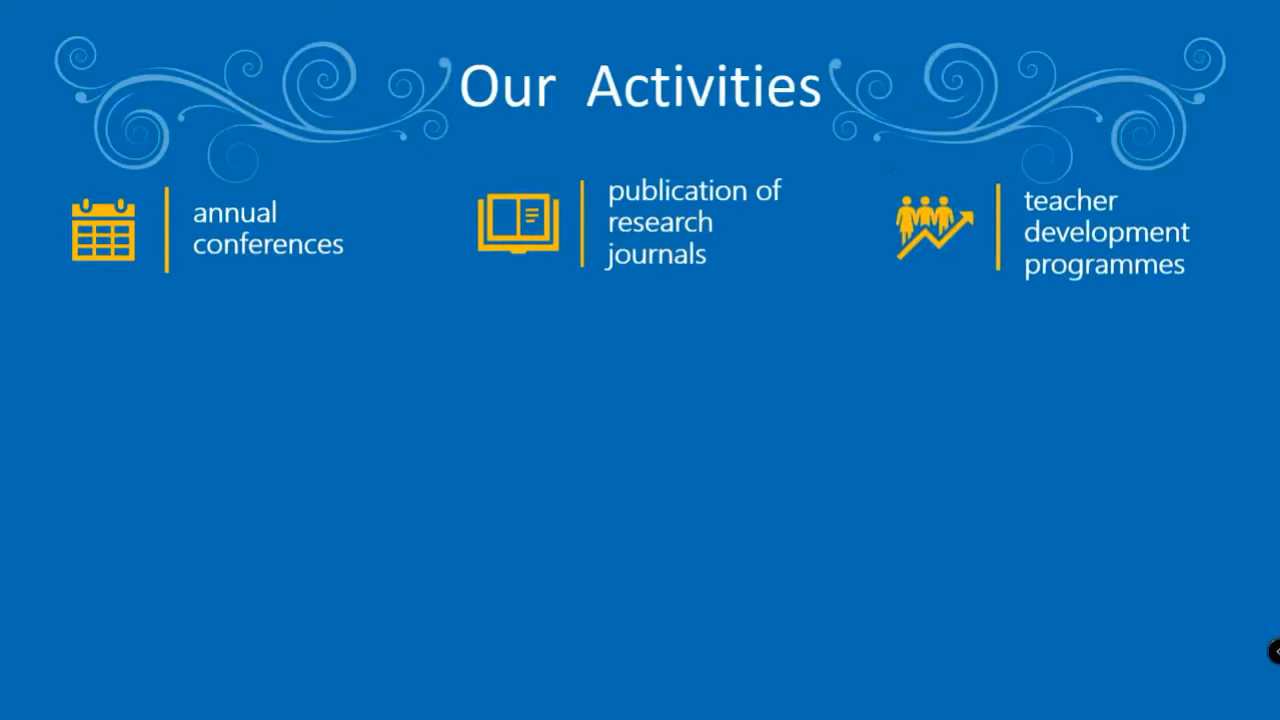 Our Activities
annual
conferences
publication of
research
journals
teacher
development
programmes